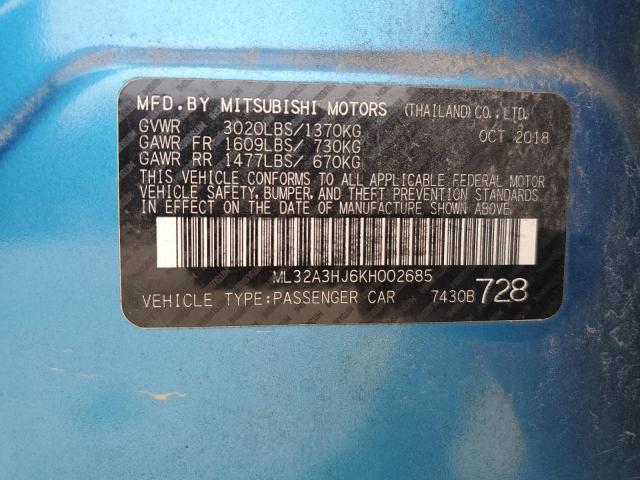 MFD.BY MITSUBISHI MOTORS (THAILAND) CO., LTD.
GVWR 3020LBS/1370KG OCT 2018
GAWR FR 1609LBS/ 730KG
GAWR RR 1477LBS/ 670KG
THIS VEHICLE CONFORMS TO ALL APPLICABLE FEDERAL MOTOR
VEHICLE SAFETY, BUMPER, AND THEFT PREVENTION STANDARDS
IN EFFECT ON THE DATE OF MANUFACTURE SHOWN ABOVE.
ML32A3HJ6KH002685
VEHICLE TYPE:PASSENGER CAR 7430B 728